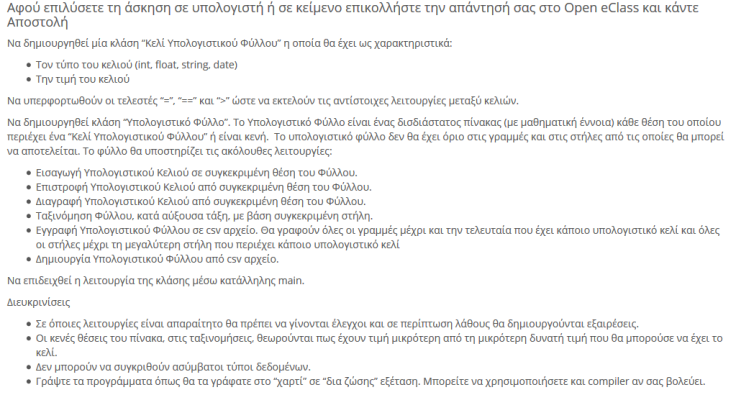 Αφού επιλύσετε τη άσκηση σε υπολογιστή ή σε κείμενο επικολλήστε την απάντησή σας στο Open eClass και κάντε
Αποστολή
Να δημιουργηθεί μία κλάση “Κελί Υπολογιστικού Φύλλου” η οποία θα έχει ως χαρακτηριστικά:
• Τον τύπο του κελιού (int, float, string, date)
• Την τιμή του κελιού
Να υπερφορτωθούν οι τελεστές “=”, “==” και “>” ώστε να εκτελούν τις αντίστοιχες λειτουργίες μεταξύ κελιών.
Να δημιουργηθεί κλάση “Υπολογιστικό Φύλλο”. Το Υπολογιστικό Φύλλο είναι ένας δισδιάστατος πίνακας (με μαθηματική έννοια) κάθε θέση του οποίου
περιέχει ένα “Κελί Υπολογιστικού Φύλλου” ή είναι κενή. Το υπολογιστικό φύλλο δεν θα έχει όριο στις γραμμές και στις στήλες από τις οποίες θα μπορεί
να αποτελείται. Το φύλλο θα υποστηρίζει τις ακόλουθες λειτουργίες:
• Εισαγωγή Υπολογιστικού Κελιού σε συγκεκριμένη θέση του Φύλλου.
• Επιστροφή Υπολογιστικού Κελιού από συγκεκριμένη θέση του Φύλλου.
• Διαγραφή Υπολογιστικού Κελιού από συγκεκριμένη θέση του Φύλλου.
• Ταξινόμηση Φύλλου, κατά αύξουσα τάξη, με βάση συγκεκριμένη στήλη.
• Εγγραφή Υπολογιστικού Φύλλου σε csv αρχείο. Θα γραφούν όλες οι γραμμές μέχρι και την τελευταία που έχει κάποιο υπολογιστικό κελί και όλες
οι στήλες μέχρι τη μεγαλύτερη στήλη που περιέχει κάποιο υπολογιστικό κελί
• Δημιουργία Υπολογιστικού Φύλλου από csv αρχείο.
Να επιδειχθεί η λειτουργία της κλάσης μέσω κατάλληλης main.
Διευκρινίσεις
• Σε όποιες λειτουργίες είναι απαραίτητο θα πρέπει να γίνονται έλεγχοι και σε περίπτωση λάθους θα δημιουργούνται εξαιρέσεις.
• Οι κενές θέσεις του πίνακα, στις ταξινομήσεις, θεωρούνται πως έχουν τιμή μικρότερη από τη μικρότερη δυνατή τιμή που θα μπορούσε να έχει το
κελί.
• Δεν μπορούν να συγκριθούν ασύμβατοι τύποι δεδομένων.
• Γράψτε τα προγράμματα όπως θα τα γράφατε στο “χαρτί” σε “δια ζώσης” εξέταση. Μπορείτε να χρησιμοποιήσετε και compiler αν σας βολεύει.